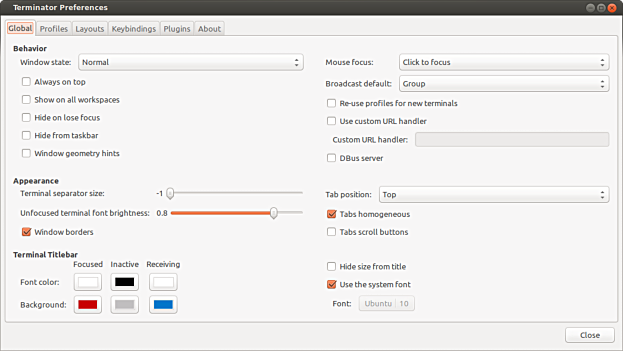 Terminator Preferences
Global Profiles Layouts Keybindings Plugins About
Behavior
Window state: Normal
Mouse focus: Click to focus
Always on top
Broadcast default: Group
Show on all workspaces
Re-use profiles for new terminals
Hide on lose focus
Use custom URL handler
Hide from taskbar
Custom URL handler:
Window geometry hints
DBus server
Appearance
Terminal separator size: -1
Tab position: Top
Unfocused terminal font brightness: 0.8
Tabs homogeneous
Window borders
Tabs scroll buttons
Terminal Titlebar
Focused Inactive Receiving
Hide size from title
Font color:
Use the system font
Background:
Font: Ubuntu 10
Close